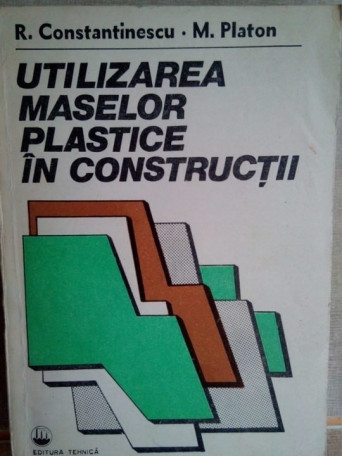 R. Constantinescu · M. Platon
UTILIZAREA
MASELOR
PLASTICE
ÎN CONSTRUCȚII
EDITURA TEHNICĂ